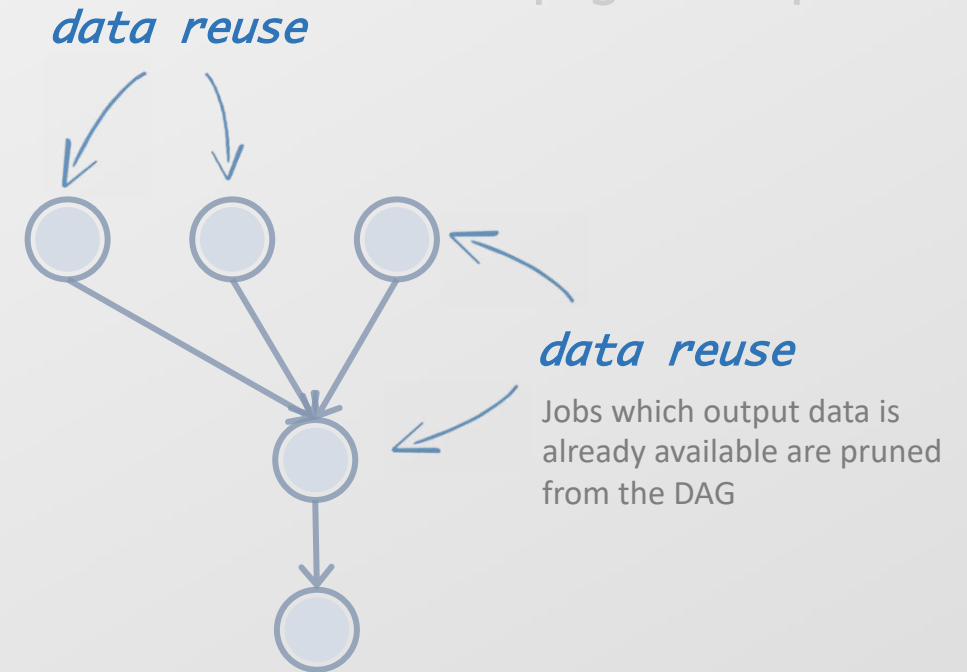 data reuse
data reuse
Jobs which output data is
already available are pruned
from the DAG